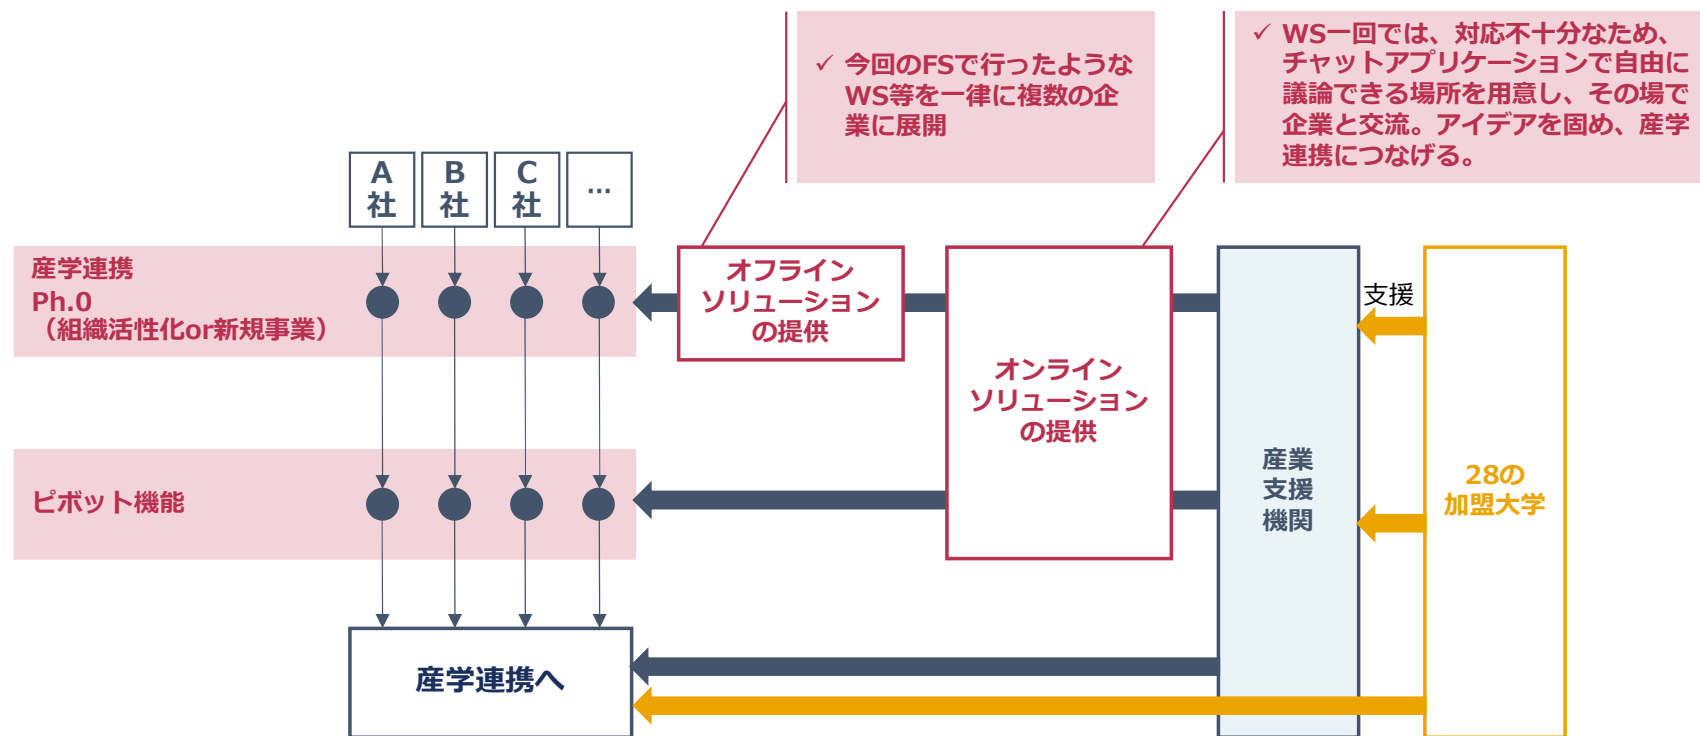 ✓ 今回のFSで行ったような
WS等を一律に複数の企
業に展開
✓ WS一回では、対応不十分なため、
チャットアプリケーションで自由に
議論できる場所を用意し、その場で
企業と交流。アイデアを固め、産学
連携につなげる。
A
社
B
社
C
社
…
産学連携
Ph.0
（組織活性化or新規事業）
オフライン
ソリューション
の提供
オンライン
ソリューション
の提供
支援
ピボット機能
産業
支援
機関
28の
加盟大学
産学連携へ